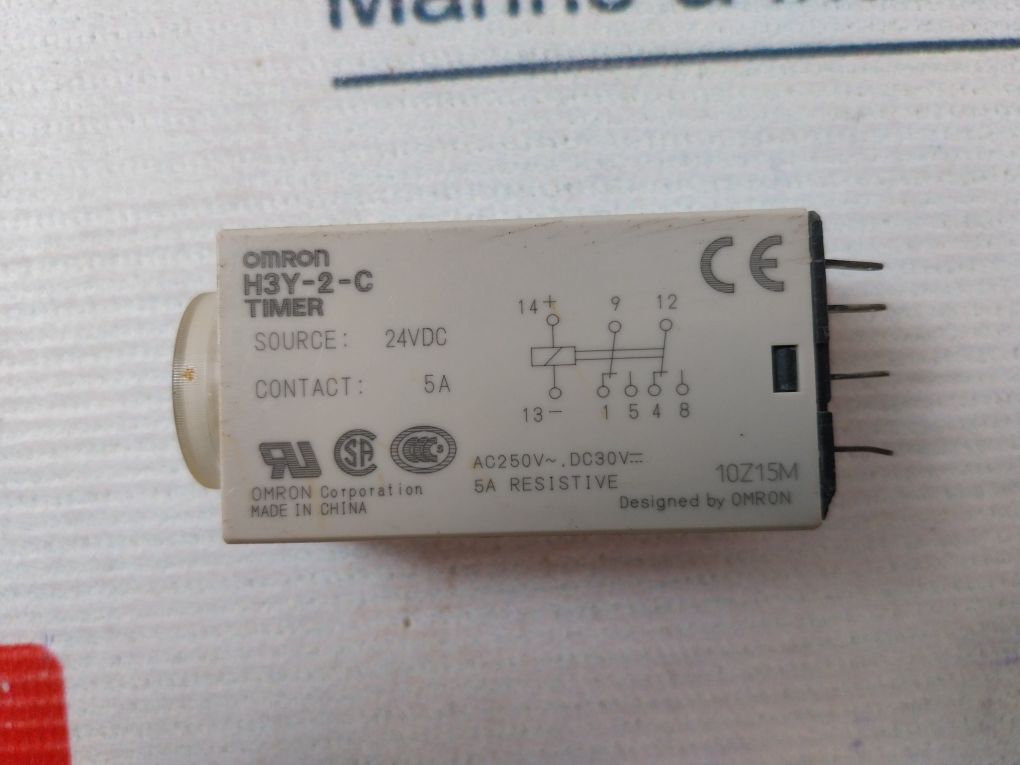 OMRON
H3Y-2-C
TIMER
SOURCE: 24VDC
CONTACT: 5A
14+ 9 12
13- 1 5 4 8
CE
AC250V~.DC30V⎓
5A RESISTIVE
OMRON Corporation
MADE IN CHINA
10Z15M
Designed by OMRON